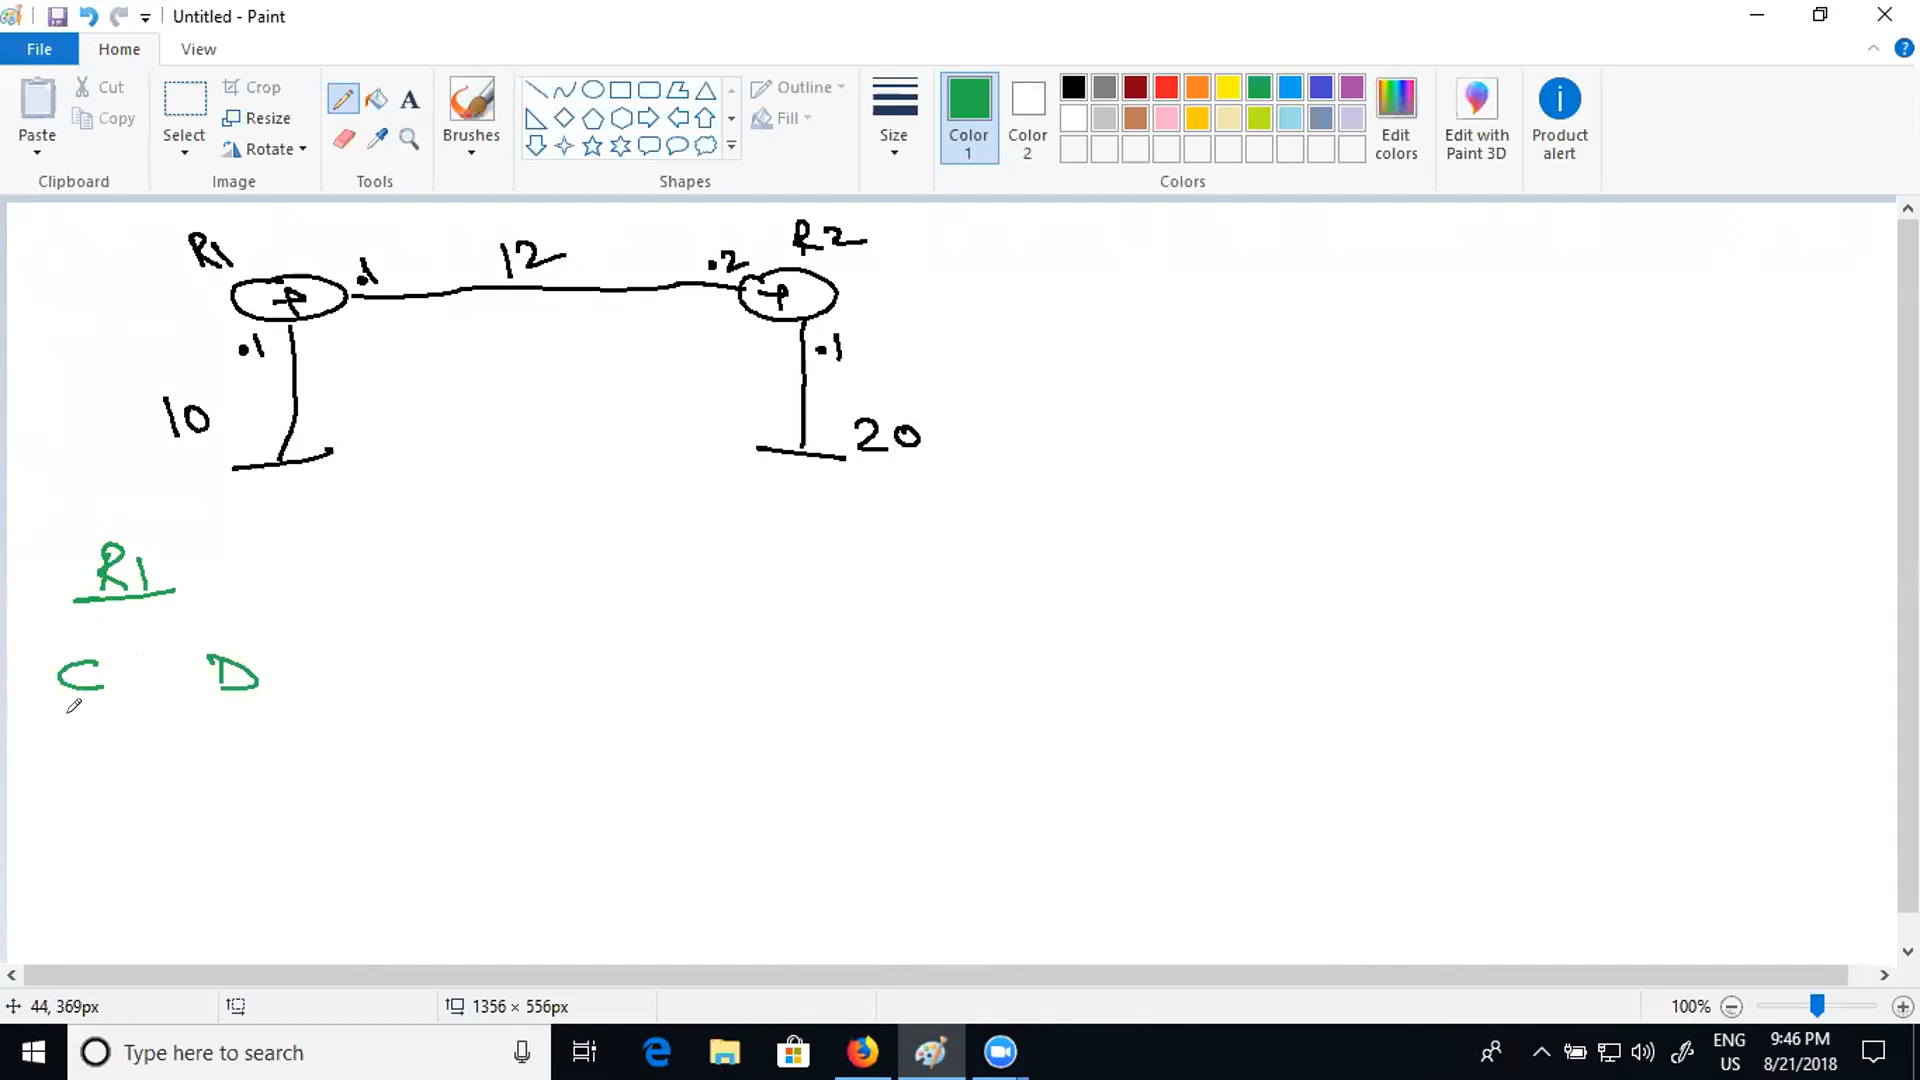 Untitled - Paint
File Home View
Paste
Cut
Copy
Clipboard
Select
Crop
Resize
Rotate
Image
Tools
Brushes
Shapes
Outline
Fill
Size
Color 1
Color 2
Colors
Edit colors
Edit with Paint 3D
Product alert
R1 .1 12 .2 R2
.1 .1
10 20
R1
C D
44, 369px
1356 × 556px
100%
Type here to search
ENG
US
9:46 PM
8/21/2018